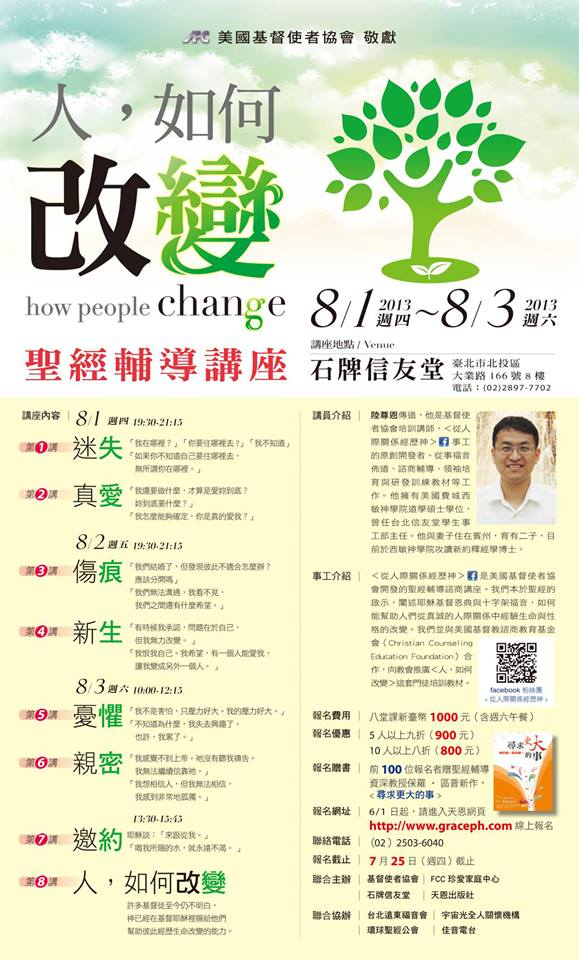 AFC 美國基督使者協會 敬獻
人，如何
改變
how people change
8/1 2013 週四 ~ 8/3 2013 週六
聖經輔導講座
講座地點 / Venue
石牌信友堂
臺北市北投區
大業路 166 號 8 樓
電話：(02)2897-7702
講座內容
8/1 週四 19:30-21:15
第1講 迷失
「我在哪裡？」「你要往哪裡去？」「我不知道」
「如果你不知道自己要往哪裡去，
無所謂你在哪裡。」
第2講 真愛
「我還要做什麼，才算是愛妳到底？
妳到底要什麼？」
「我怎麼能夠確定，你是真的愛我？」
8/2 週五 19:30-21:15
第3講 傷痕
「我們結婚了，但發現彼此不適合怎麼辦？
應該分開嗎」
「我們無法溝通，我看不見，
我們之間還有什麼希望。」
第4講 新生
「有時候我承認，問題在於自己，
但我無力改變。」
「我恨我自己。我希望，有一個人能愛我，
讓我變成另外一個人。」
8/3 週六 10:00-12:15
第5講 憂懼
「我不是害怕，只壓力好大。我的壓力好大。」
「不知道為什麼，我失去興趣了。
也許，我累了。」
第6講 親密
「我感覺不到上帝。祂沒有聽我禱告。
我無法繼續信靠祂。」
「我想相信人，但我無法相信，
我感到非常地孤獨。」
13:30-15:45
第7講 邀約
耶穌說：「來跟從我。」
「喝我所賜的水，就永遠不渴。」
第8講 人，如何改變
許多基督徒至今仍不明白，
神已經在基督耶穌裡賜給他們
幫助彼此經歷生命改變的能力。
講員介紹
陸尊恩傳道，他是基督使
者協會培訓講師，<從人
際關係經歷神> f 事工
的原創開發者。從事福音
佈道、諮商輔導、領袖培
育與研發訓練教材等工
作。他擁有美國費城西
敏神學院道學碩士學位，
曾任台北信友堂學生事
工部主任。他與妻子住在賓州，育有二子，目
前於西敏神學院攻讀新約釋經學博士。
事工介紹
<從人際關係經歷神> f 是美國基督使者協
會開發的聖經輔導諮商講座。我們本於聖經的
啟示，闡述耶穌基督恩典與十字架福音，如何
能幫助人們從真誠的人際關係中經驗生命與性
格的改變。我們並與美國基督教諮商教育基金
會（Christian Counseling
Education Foundation）合
作，向教會推廣<人，如何
改變>這套門徒培訓教材。
facebook 粉絲團
<從人際關係經歷神>
報名費用 八堂課新臺幣 1000 元（含週六午餐）
報名優惠 5 人以上九折（900 元）
10 人以上八折（800 元）
報名贈書 前 100 位報名者贈聖經輔導
資深教授保羅・區普新作，
<尋求更大的事>
尋求更大的事
報名網址 6/1 日起，請進入天恩網頁
http://www.graceph.com 線上報名
聯絡電話 （02）2503-6040
報名截止 7 月 25 日（週四）截止
聯合主辦 基督使者協會｜FCC 珍愛家庭中心
石牌信友堂｜天恩出版社
聯合協辦 台北遠東福音會｜宇宙光全人關懷機構
環球聖經公會｜佳音電台